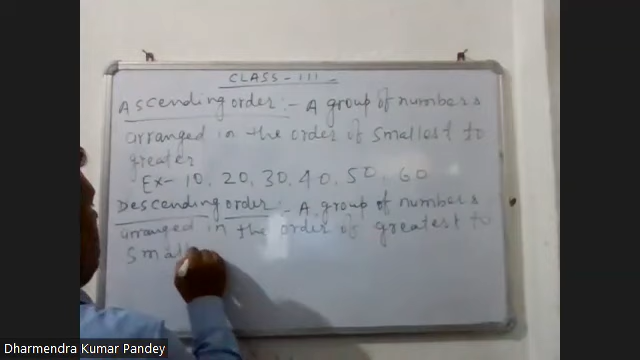 CLASS-III
Ascending order:- A group of numbers
arranged in the order of smallest to
greater
Ex- 10, 20, 30, 40, 50, 60
Descending order:- A group of numbers
arranged in the order of greatest to
Small
Dharmendra Kumar Pandey